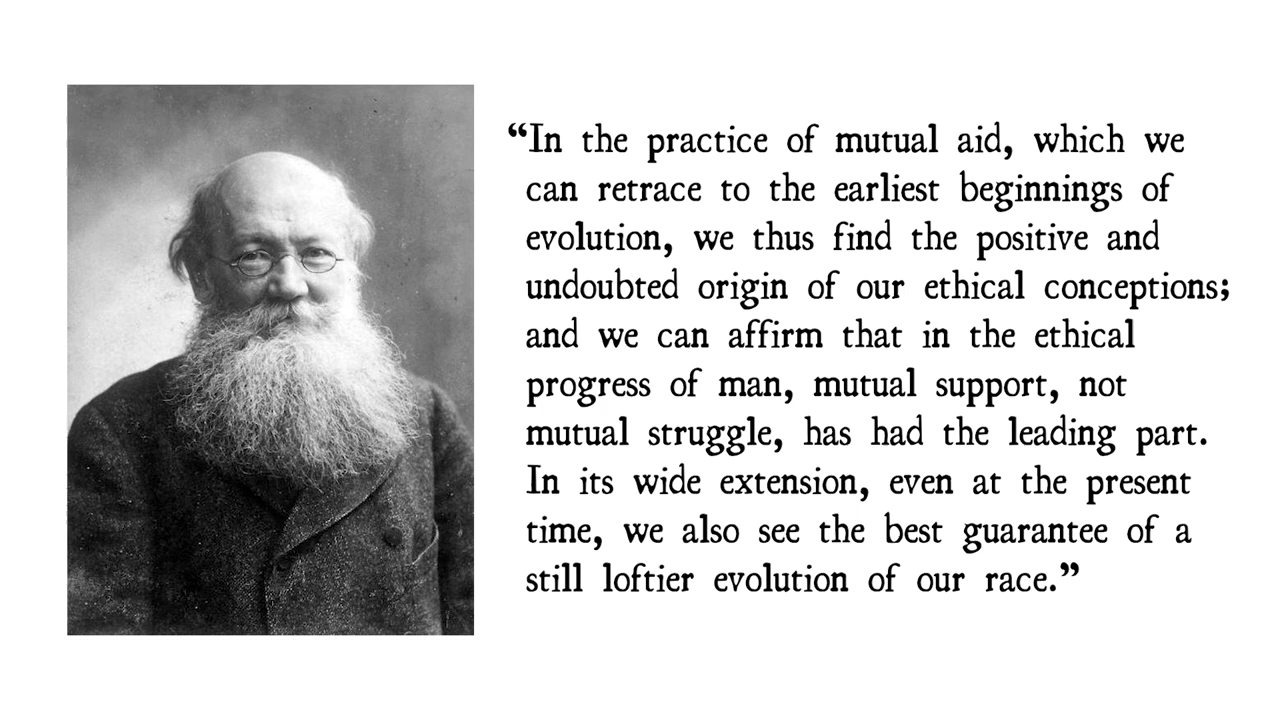 “In the practice of mutual aid, which we
can retrace to the earliest beginnings of
evolution, we thus find the positive and
undoubted origin of our ethical conceptions;
and we can affirm that in the ethical
progress of man, mutual support, not
mutual struggle, has had the leading part.
In its wide extension, even at the present
time, we also see the best guarantee of a
still loftier evolution of our race.”